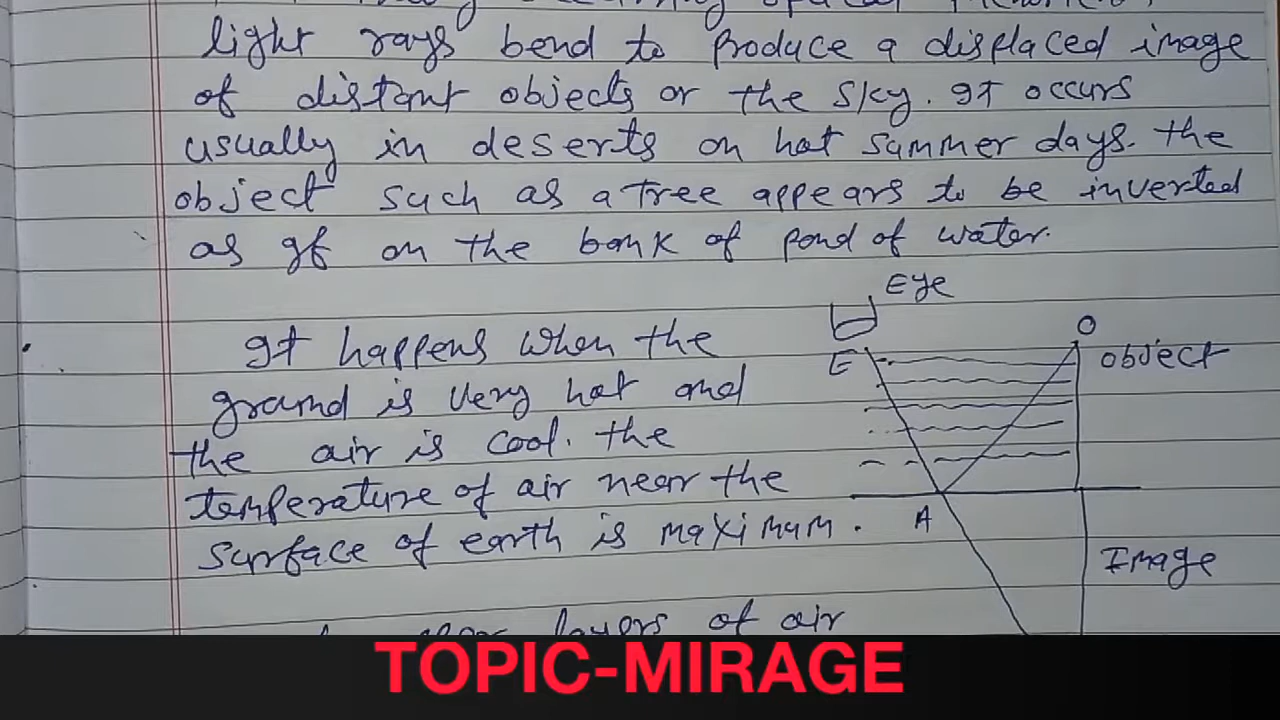 light rays bend to produce a displaced image
of distant objects or the sky. It occurs
usually in deserts on hot summer days. the
object such as a Tree appears to be inverted
as If on the bank of pond of water.
Eye
O
E
object
It happens when the
ground is very hot and
the air is cool. the
temperature of air near the
surface of earth is maximum.
A
Image
layers of air
TOPIC-MIRAGE